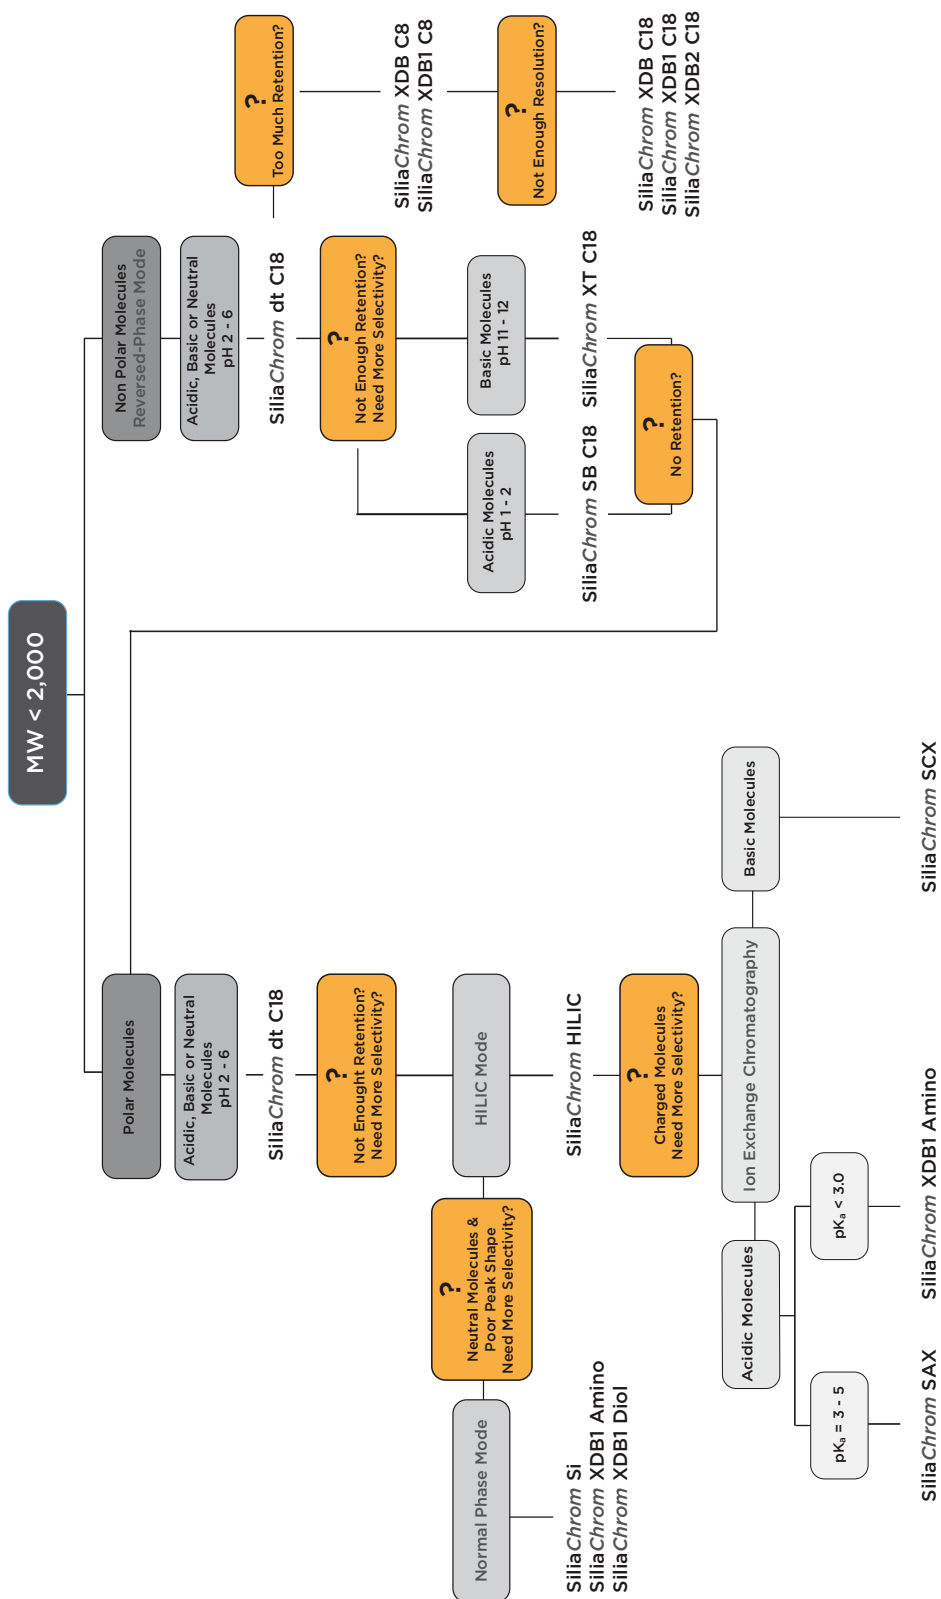 MW < 2,000
Polar Molecules
Acidic, Basic or Neutral
Molecules
pH 2 - 6
SiliaChrom dt C18
?
Not Enought Retention?
Need More Selectivity?
HILIC Mode
?
Neutral Molecules &
Poor Peak Shape
Need More Selectivity?
Normal Phase Mode
SiliaChrom Si
SiliaChrom XDB1 Amino
SiliaChrom XDB1 Diol
SiliaChrom HILIC
?
Charged Molecules
Need More Selectivity?
Ion Exchange Chromatography
Acidic Molecules
pKa = 3 - 5
SiliaChrom SAX
pKa < 3.0
SiliaChrom XDB1 Amino
Basic Molecules
SiliaChrom SCX
Non Polar Molecules
Reversed-Phase Mode
Acidic, Basic or Neutral
Molecules
pH 2 - 6
SiliaChrom dt C18
?
Not Enough Retention?
Need More Selectivity?
Acidic Molecules
pH 1 - 2
SiliaChrom SB C18
Basic Molecules
pH 11 - 12
SiliaChrom XT C18
?
No Retention?
?
Too Much Retention?
SiliaChrom XDB C8
SiliaChrom XDB1 C8
?
Not Enough Resolution?
SiliaChrom XDB C18
SiliaChrom XDB1 C18
SiliaChrom XDB2 C18